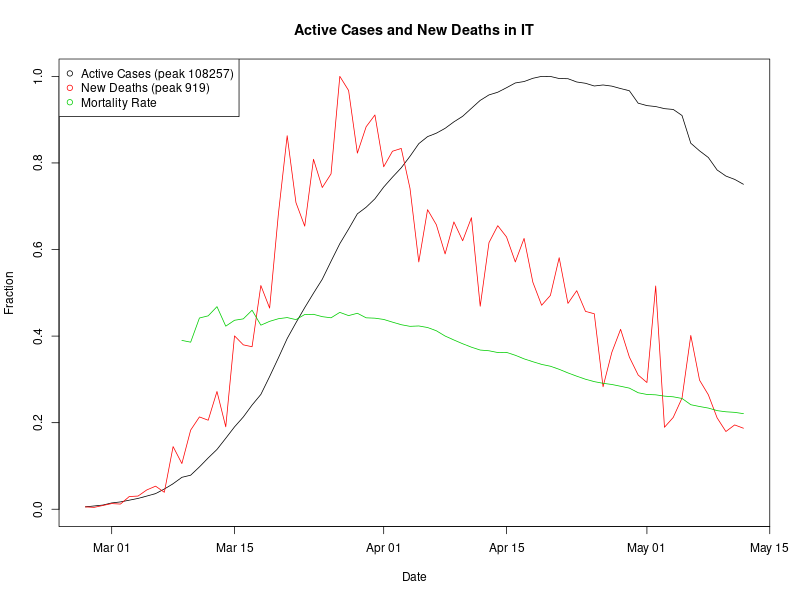 Active Cases and New Deaths in IT
Active Cases (peak 108257)
New Deaths (peak 919)
Mortality Rate
1.0
0.8
0.6
0.4
0.2
0.0
Fraction
Mar 01
Mar 15
Apr 01
Apr 15
May 01
May 15
Date